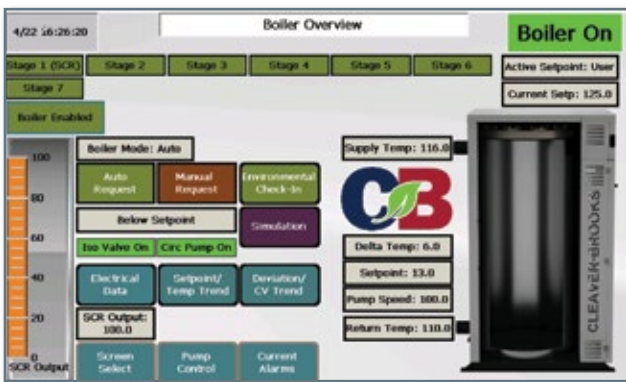 4/22 16:26:20
Boiler Overview
Boiler On
Stage 1 (SCR)
Stage 2
Stage 3
Stage 4
Stage 5
Stage 6
Active Setpoint: User
Stage 7
Current Setp: 125.0
Boiler Enabled
Boiler Mode: Auto
Supply Temp: 116.0
100
80
60
40
20
0
SCR Output
Auto
Request
Manual
Request
Environmental
Check-In
Below Setpoint
Simulation
Iso Valve On
Circ Pump On
Electrical
Data
Setpoint/
Temp Trend
Deviation/
CV Trend
SCR Output:
100.0
Screen
Select
Pump
Control
Current
Alarms
CB
Delta Temp: 6.0
Setpoint: 13.0
Pump Speed: 100.0
Return Temp: 110.0
CLEAVER-BROOKS